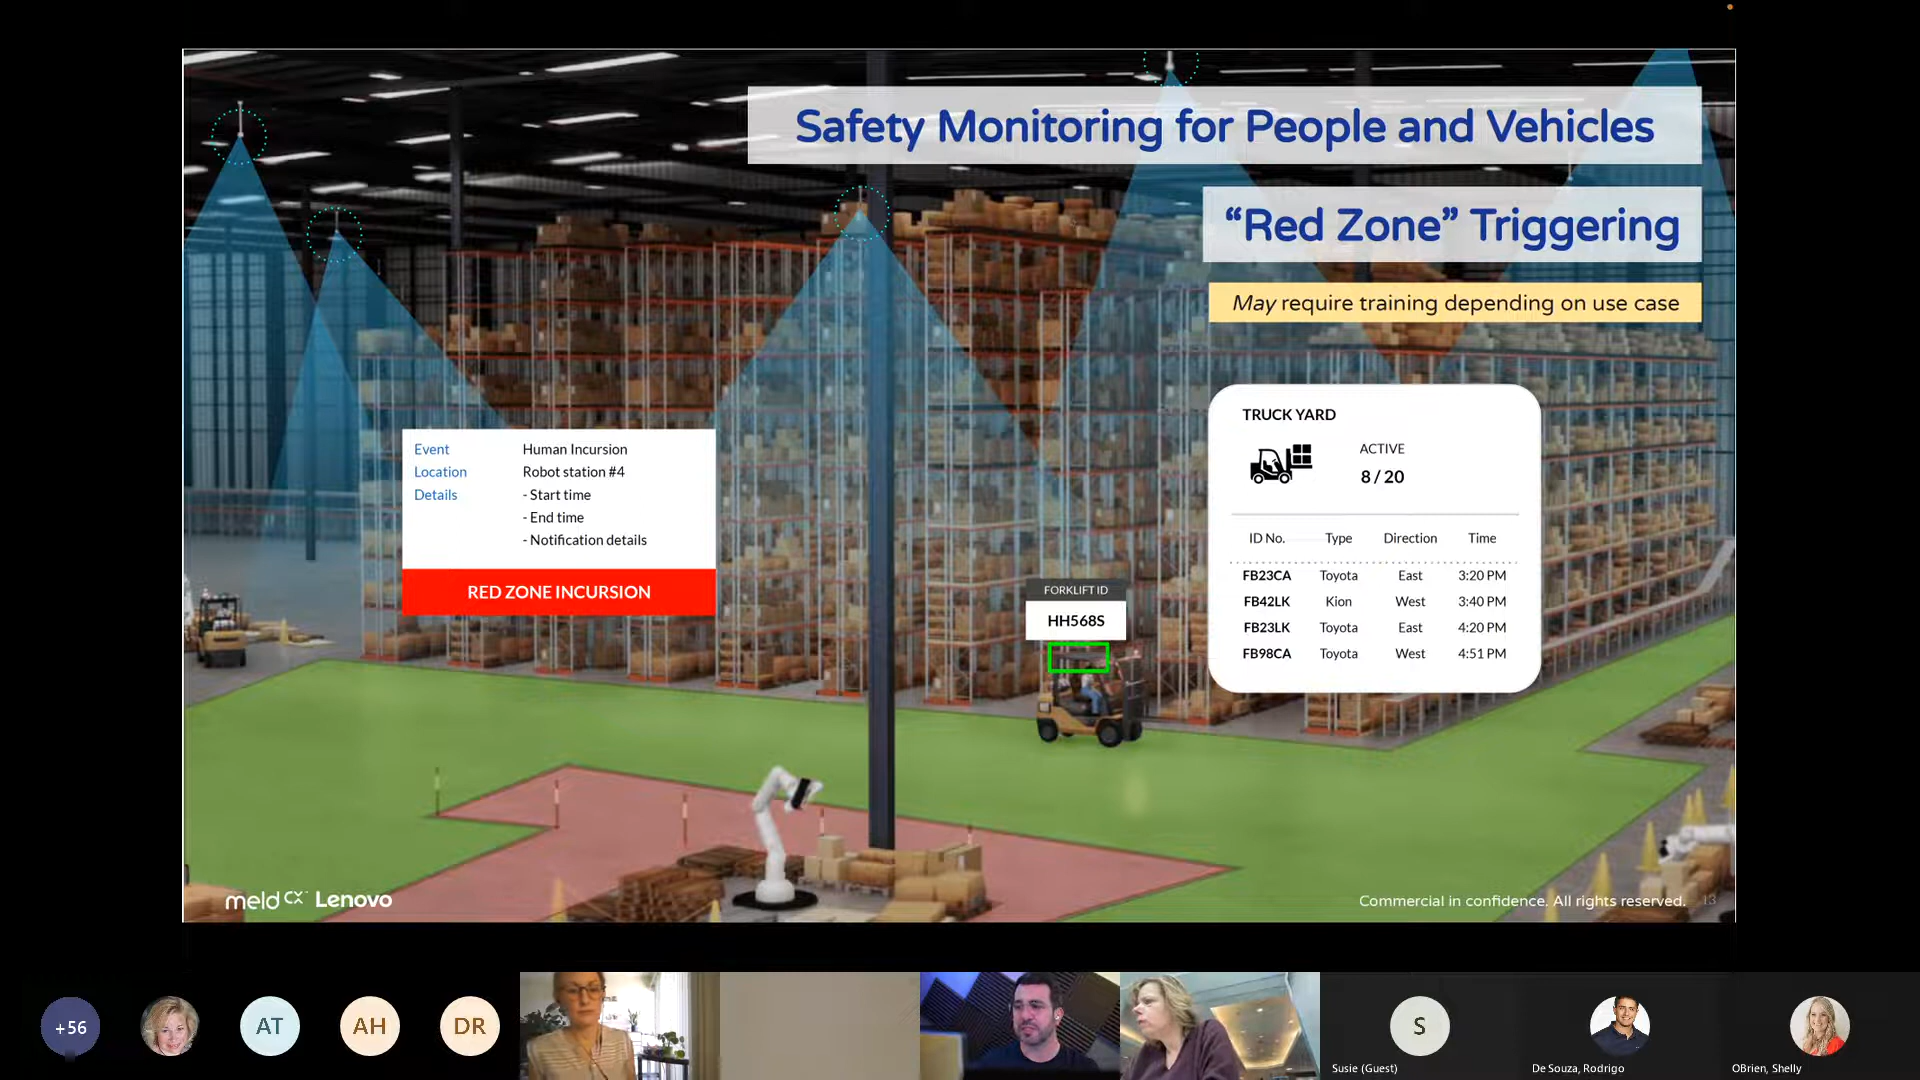 Safety Monitoring for People and Vehicles
“Red Zone” Triggering
May require training depending on use case
Event Human Incursion
Location Robot station #4
Details - Start time
- End time
- Notification details
RED ZONE INCURSION
FORKLIFT ID
HH568S
TRUCK YARD
ACTIVE
8 / 20
ID No. Type Direction Time
FB23CA Toyota East 3:20 PM
FB42LK Kion West 3:40 PM
FB23LK Toyota East 4:20 PM
FB98CA Toyota West 4:51 PM
meld CX Lenovo
Commercial in confidence. All rights reserved. 13
+56
AT
AH
DR
S
Susie (Guest)
De Souza, Rodrigo
OBrien, Shelly